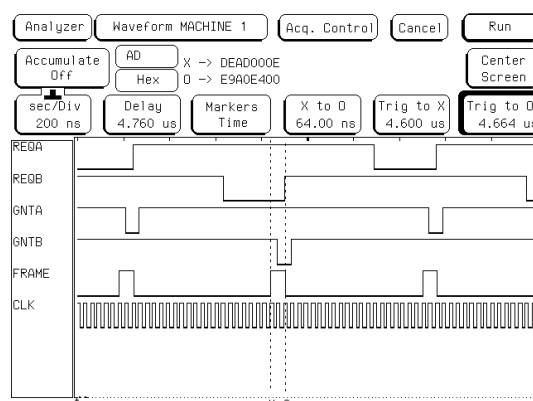 Analyzer Waveform MACHINE 1 Acq. Control Cancel Run
Accumulate Off AD X -> DEAD000E Center Screen
Hex O -> E9A0E400
sec/Div 200 ns Delay 4.760 us Markers Time X to O 64.00 ns Trig to X 4.600 us Trig to O 4.664 us
REQA
REQB
GNTA
GNTB
FRAME
CLK